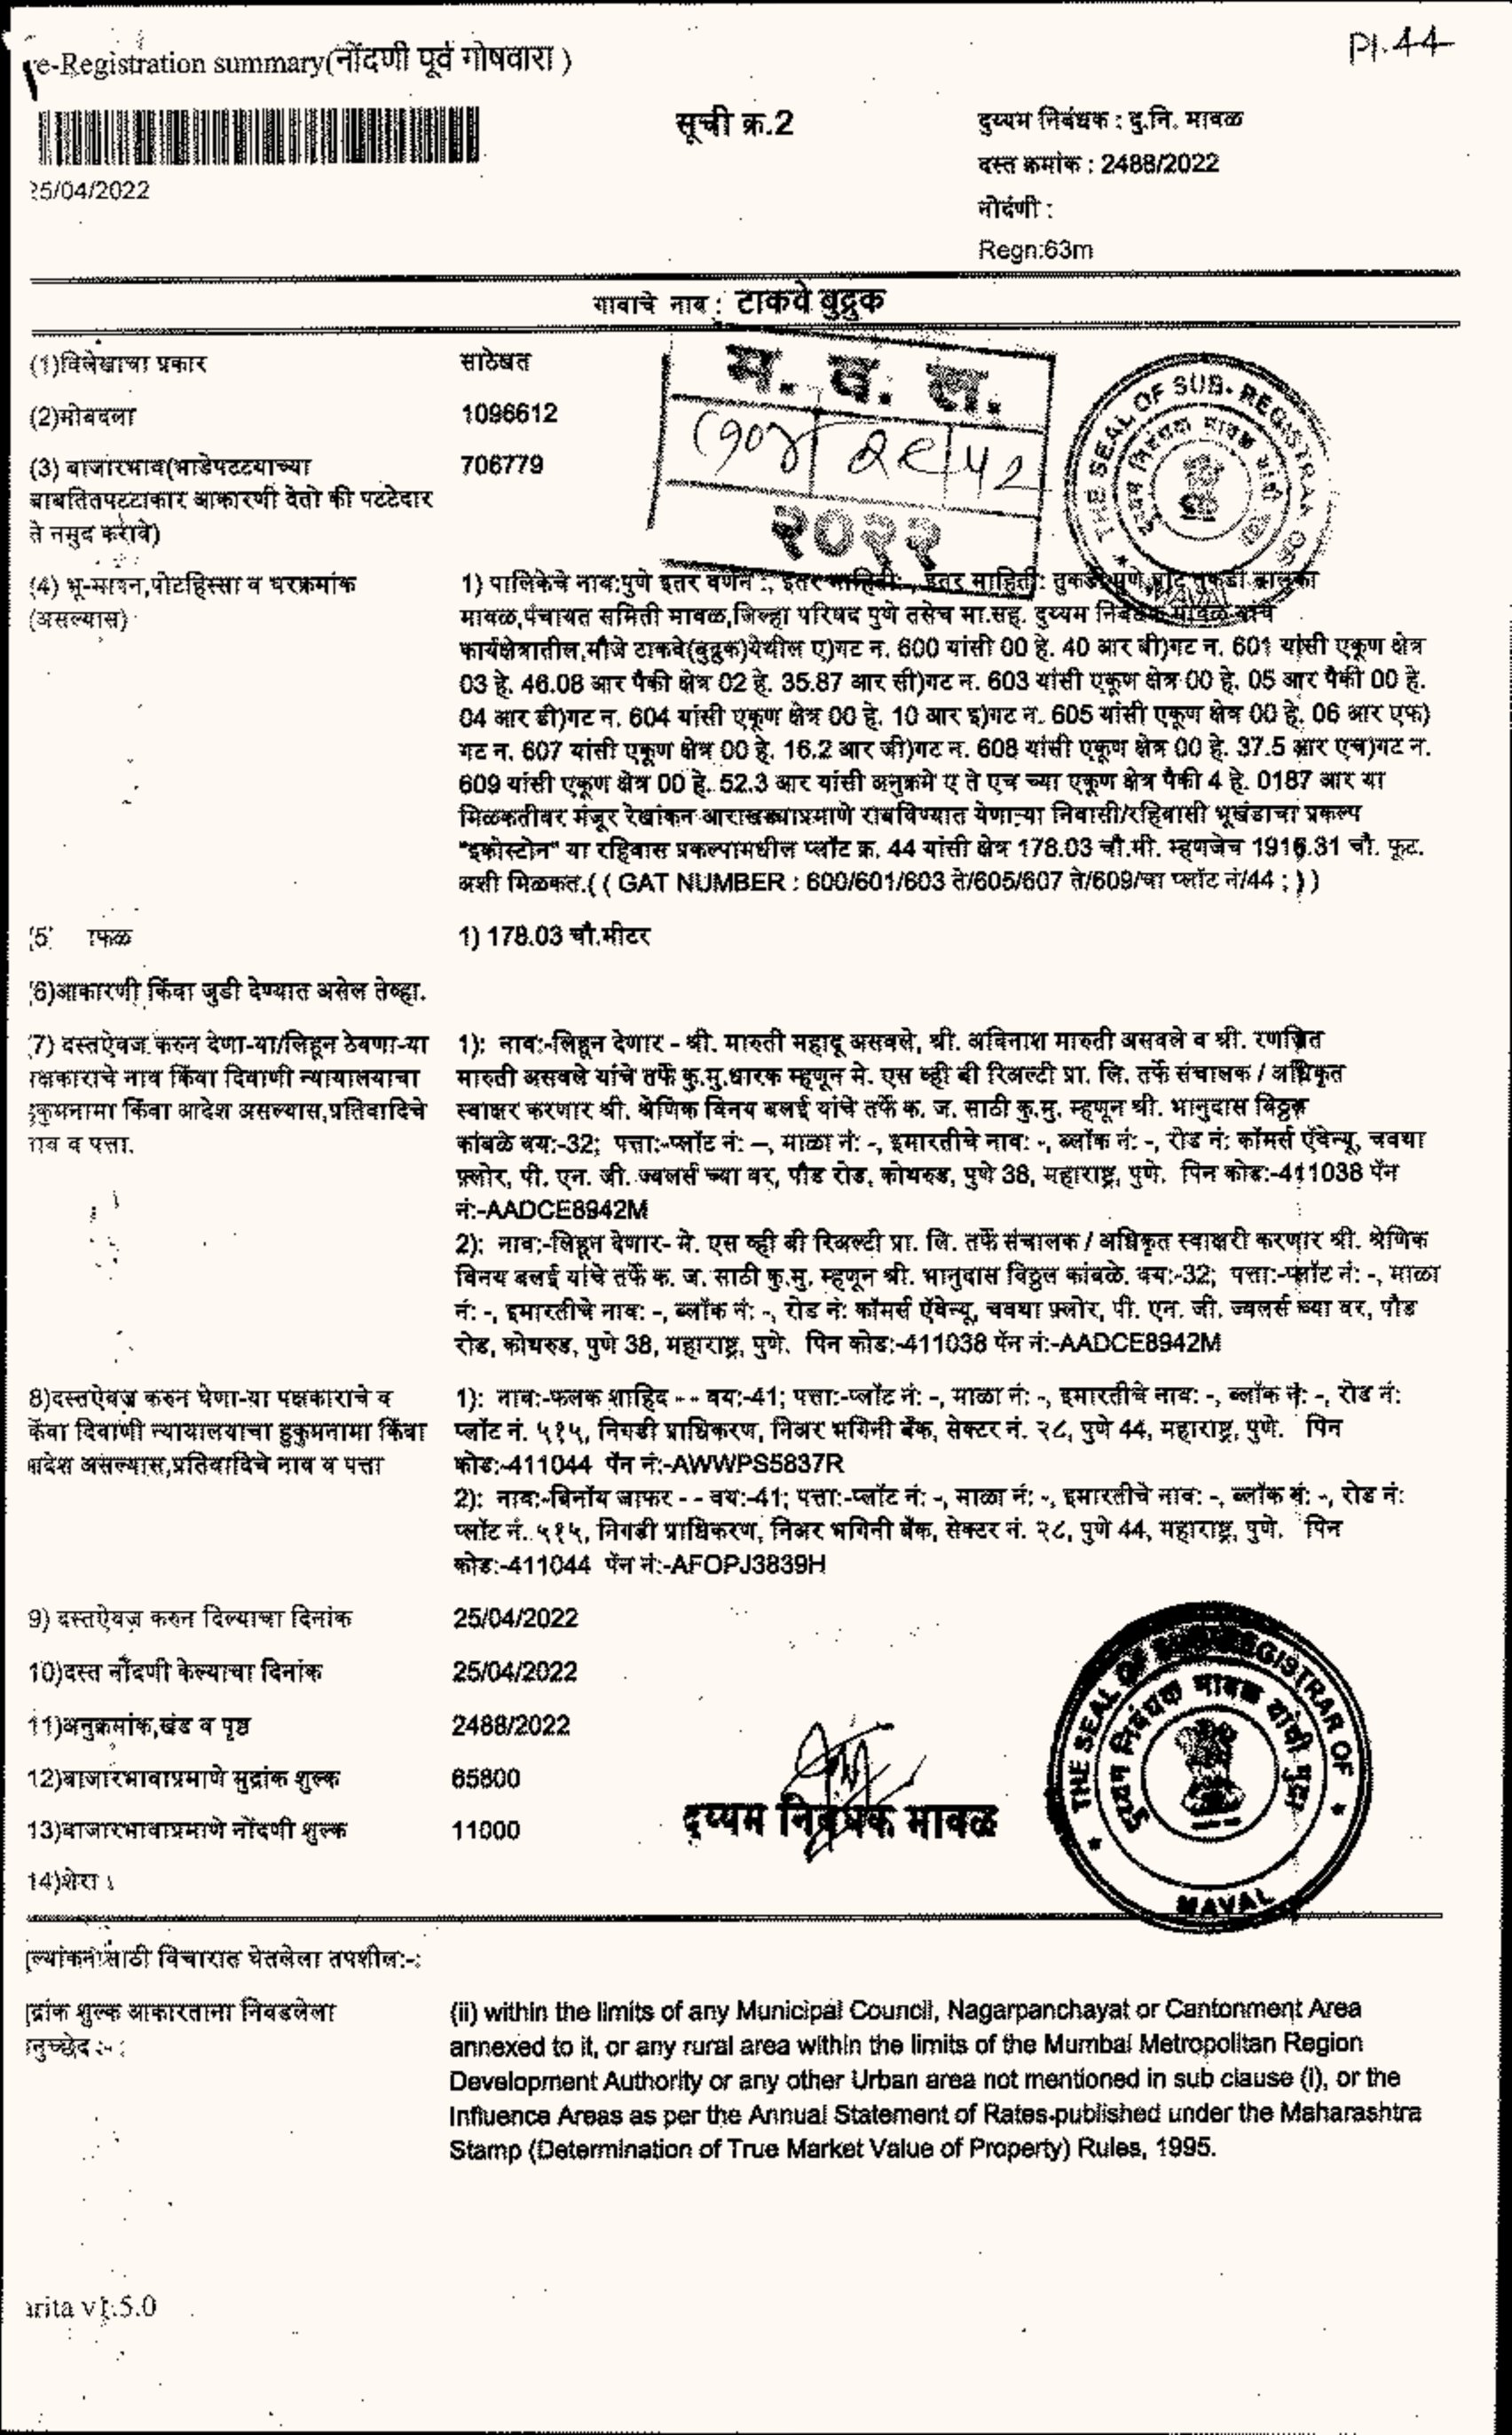 e-Registration summary(नोंदणी पूर्व गोषवारा )
Pl.44
सूची क्र.2
दुय्यम निबंधक : दु.नि. मावळ
दस्त क्रमांक : 2488/2022
नोदंणी :
Regn:63m
25/04/2022
गावाचे नाव : टाकवे बुद्रुक
(1)विलेखाचा प्रकार साठेखत
(2)मोबदला 1096612
(3) बाजारभाव(भाडेपटटयाच्या 706779
बाबतितपटटाकार आकारणी देतो की पटटेदार
ते नमुद करावे)
म. व. ल.
२०२२
THE SEAL OF SUB- REGISTRAR OF
(4) भू-मापन,पोटहिस्सा व घरक्रमांक
(असल्यास)
1) पालिकेचे नाव:पुणे इतर वर्णन :, इतर माहिती: , इतर माहिती: तुकडी पुणे पोट तुकडी तालुका
मावळ,पंचायत समिती मावळ,जिल्हा परिषद पुणे तसेच मा.सह. दुय्यम निबंधक मावळ यांचे
कार्यक्षेत्रातील,मौजे टाकवे(बुद्रुक)येथील ए)गट न. 600 यांसी 00 हे. 40 आर बी)गट न. 601 यांसी एकूण क्षेत्र
03 हे. 46.08 आर पैकी क्षेत्र 02 हे. 35.87 आर सी)गट न. 603 यांसी एकूण क्षेत्र 00 हे. 05 आर पैकी 00 हे.
04 आर डी)गट न. 604 यांसी एकूण क्षेत्र 00 हे. 10 आर इ)गट न. 605 यांसी एकूण क्षेत्र 00 हे. 06 आर एफ)
गट न. 607 यांसी एकूण क्षेत्र 00 हे. 16.2 आर जी)गट न. 608 यांसी एकूण क्षेत्र 00 हे. 37.5 आर एच)गट न.
609 यांसी एकूण क्षेत्र 00 हे. 52.3 आर यांसी अनुक्रमे ए ते एच च्या एकूण क्षेत्र पैकी 4 हे. 0187 आर या
मिळकतीवर मंजूर रेखांकन आराखड्याप्रमाणे राबविण्यात येणाऱ्या निवासी/रहिवासी भूखंडाचा प्रकल्प
"इकोस्टोन" या रहिवास प्रकल्पामधील प्लॉट क्र. 44 यांसी क्षेत्र 178.03 चौ.मी. म्हणजेच 1916.31 चौ. फूट.
अशी मिळकत.( ( GAT NUMBER : 600/601/603 ते/605/607 ते/609/चा प्लॉट नं/44 ; ) )
(5) फळ 1) 178.03 चौ.मीटर
(6)आकारणी किंवा जुडी देण्यात असेल तेव्हा.
(7) दस्तऐवज करुन देणा-या/लिहून ठेवणा-या
पक्षकाराचे नाव किंवा दिवाणी न्यायालयाचा
हुकुमनामा किंवा आदेश असल्यास,प्रतिवादिचे
नाव व पत्ता.
1): नाव:-लिहून देणार - श्री. मारुती महादू असवले, श्री. अविनाश मारुती असवले व श्री. रणजित
मारुती असवले यांचे तर्फे कु.मु.धारक म्हणून मे. एस व्ही बी रिअल्टी प्रा. लि. तर्फे संचालक / अधिकृत
स्वाक्षर करणार श्री. श्रेणिक विनय बलई यांचे तर्फे क. ज. साठी कु.मु. म्हणून श्री. भानुदास विठ्ठल
कांबळे वय:-32; पत्ता:-प्लॉट नं: –, माळा नं: -, इमारतीचे नाव: -, ब्लॉक नं: -, रोड नं: कॉमर्स ऍवेन्यू, चवथा
फ़्लोर, पी. एन. जी. ज्वलर्स च्या वर, पौड रोड, कोथरुड, पुणे 38, महाराष्ट्र, पुणे. पिन कोड:-411038 पॅन
नं:-AADCE8942M
2): नाव:-लिहून देणार- मे. एस व्ही बी रिअल्टी प्रा. लि. तर्फे संचालक / अधिकृत स्वाक्षरी करणार श्री. श्रेणिक
विनय बलई यांचे तर्फे क. ज. साठी कु.मु. म्हणून श्री. भानुदास विठ्ठल कांबळे. वय:-32; पत्ता:-प्लॉट नं: -, माळा
नं: -, इमारतीचे नाव: -, ब्लॉक नं: -, रोड नं: कॉमर्स ऍवेन्यू, चवथा फ़्लोर, पी. एन. जी. ज्वलर्स च्या वर, पौड
रोड, कोथरुड, पुणे 38, महाराष्ट्र, पुणे. पिन कोड:-411038 पॅन नं:-AADCE8942M
8)दस्तऐवज करुन घेणा-या पक्षकाराचे व
किंवा दिवाणी न्यायालयाचा हुकुमनामा किंवा
आदेश असल्यास,प्रतिवादिचे नाव व पत्ता
1): नाव:-फलक शाहिद - - वय:-41; पत्ता:-प्लॉट नं: -, माळा नं: -, इमारतीचे नाव: -, ब्लॉक नं: -, रोड नं:
प्लॉट नं. ५१५, निगडी प्राधिकरण, निअर भगिनी बँक, सेक्टर नं. २८, पुणे 44, महाराष्ट्र, पुणे. पिन
कोड:-411044 पॅन नं:-AWWPS5837R
2): नाव:-बिनॉय जाफर - - वय:-41; पत्ता:-प्लॉट नं: -, माळा नं: -, इमारतीचे नाव: -, ब्लॉक नं: -, रोड नं:
प्लॉट नं. ५१५, निगडी प्राधिकरण, निअर भगिनी बँक, सेक्टर नं. २८, पुणे 44, महाराष्ट्र, पुणे. पिन
कोड:-411044 पॅन नं:-AFOPJ3839H
9) दस्तऐवज करुन दिल्याचा दिनांक 25/04/2022
10)दस्त नोंदणी केल्याचा दिनांक 25/04/2022
11)अनुक्रमांक,खंड व पृष्ठ 2488/2022
12)बाजारभावाप्रमाणे मुद्रांक शुल्क 65800
13)बाजारभावाप्रमाणे नोंदणी शुल्क 11000
14)शेरा
दुय्यम निबंधक मावळ
THE SEAL OF SUB-REGISTRAR OF
दुय्यम निबंधक मावळ यांची मुद्रा
MAVAL
मुल्यांकनासाठी विचारात घेतलेला तपशील:-:
मुद्रांक शुल्क आकारताना निवडलेला
अनुच्छेद :- :
(ii) within the limits of any Municipal Council, Nagarpanchayat or Cantonment Area
annexed to it, or any rural area within the limits of the Mumbai Metropolitan Region
Development Authority or any other Urban area not mentioned in sub clause (i), or the
Influence Areas as per the Annual Statement of Rates published under the Maharashtra
Stamp (Determination of True Market Value of Property) Rules, 1995.
arita v1.5.0